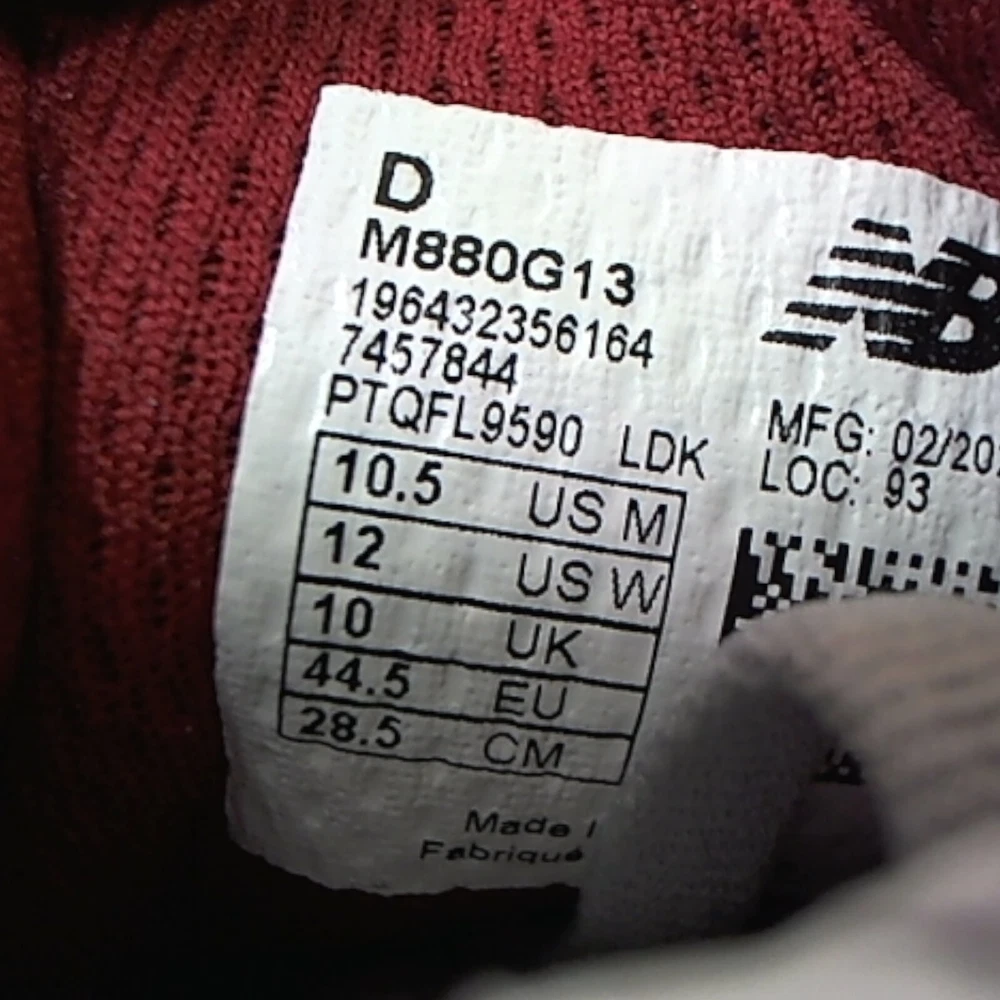 D
M880G13
196432356164
7457844
PTQFL9590 LDK
10.5 US M
12 US W
10 UK
44.5 EU
28.5 CM
Made
Fabriqué
NB
MFG: 02/20
LOC: 93